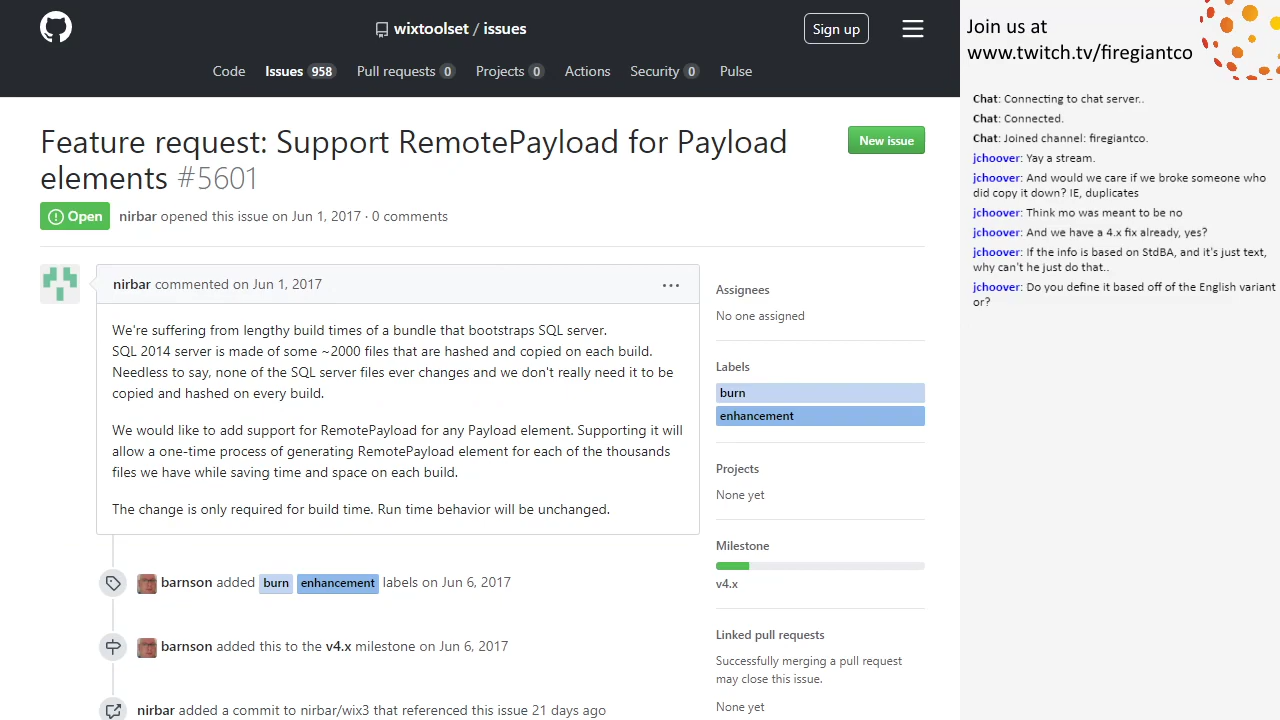 wixtoolset / issues
Sign up
Code
Issues 958
Pull requests 0
Projects 0
Actions
Security 0
Pulse
Feature request: Support RemotePayload for Payload
elements #5601
New issue
Open
nirbar opened this issue on Jun 1, 2017 · 0 comments
nirbar commented on Jun 1, 2017
We're suffering from lengthy build times of a bundle that bootstraps SQL server.
SQL 2014 server is made of some ~2000 files that are hashed and copied on each build.
Needless to say, none of the SQL server files ever changes and we don't really need it to be
copied and hashed on every build.
We would like to add support for RemotePayload for any Payload element. Supporting it will
allow a one-time process of generating RemotePayload element for each of the thousands
files we have while saving time and space on each build.
The change is only required for build time. Run time behavior will be unchanged.
barnson added burn enhancement labels on Jun 6, 2017
barnson added this to the v4.x milestone on Jun 6, 2017
nirbar added a commit to nirbar/wix3 that referenced this issue 21 days ago
Assignees
No one assigned
Labels
burn
enhancement
Projects
None yet
Milestone
v4.x
Linked pull requests
Successfully merging a pull request
may close this issue.
None yet
Join us at
www.twitch.tv/firegiantco
Chat: Connecting to chat server..
Chat: Connected.
Chat: Joined channel: firegiantco.
jchoover: Yay a stream.
jchoover: And would we care if we broke someone who
did copy it down? IE, duplicates
jchoover: Think mo was meant to be no
jchoover: And we have a 4.x fix already, yes?
jchoover: If the info is based on StdBA, and it's just text,
why can't he just do that..
jchoover: Do you define it based off of the English variant
or?